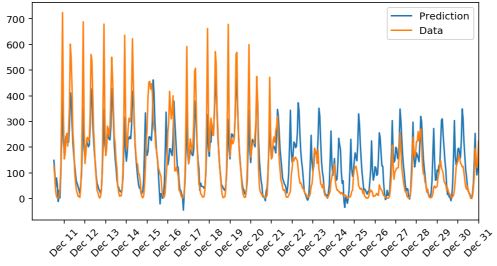 Prediction
Data
700
600
500
400
300
200
100
0
Dec 11
Dec 12
Dec 13
Dec 14
Dec 15
Dec 16
Dec 17
Dec 18
Dec 19
Dec 20
Dec 21
Dec 22
Dec 23
Dec 24
Dec 25
Dec 26
Dec 27
Dec 28
Dec 29
Dec 30
Dec 31